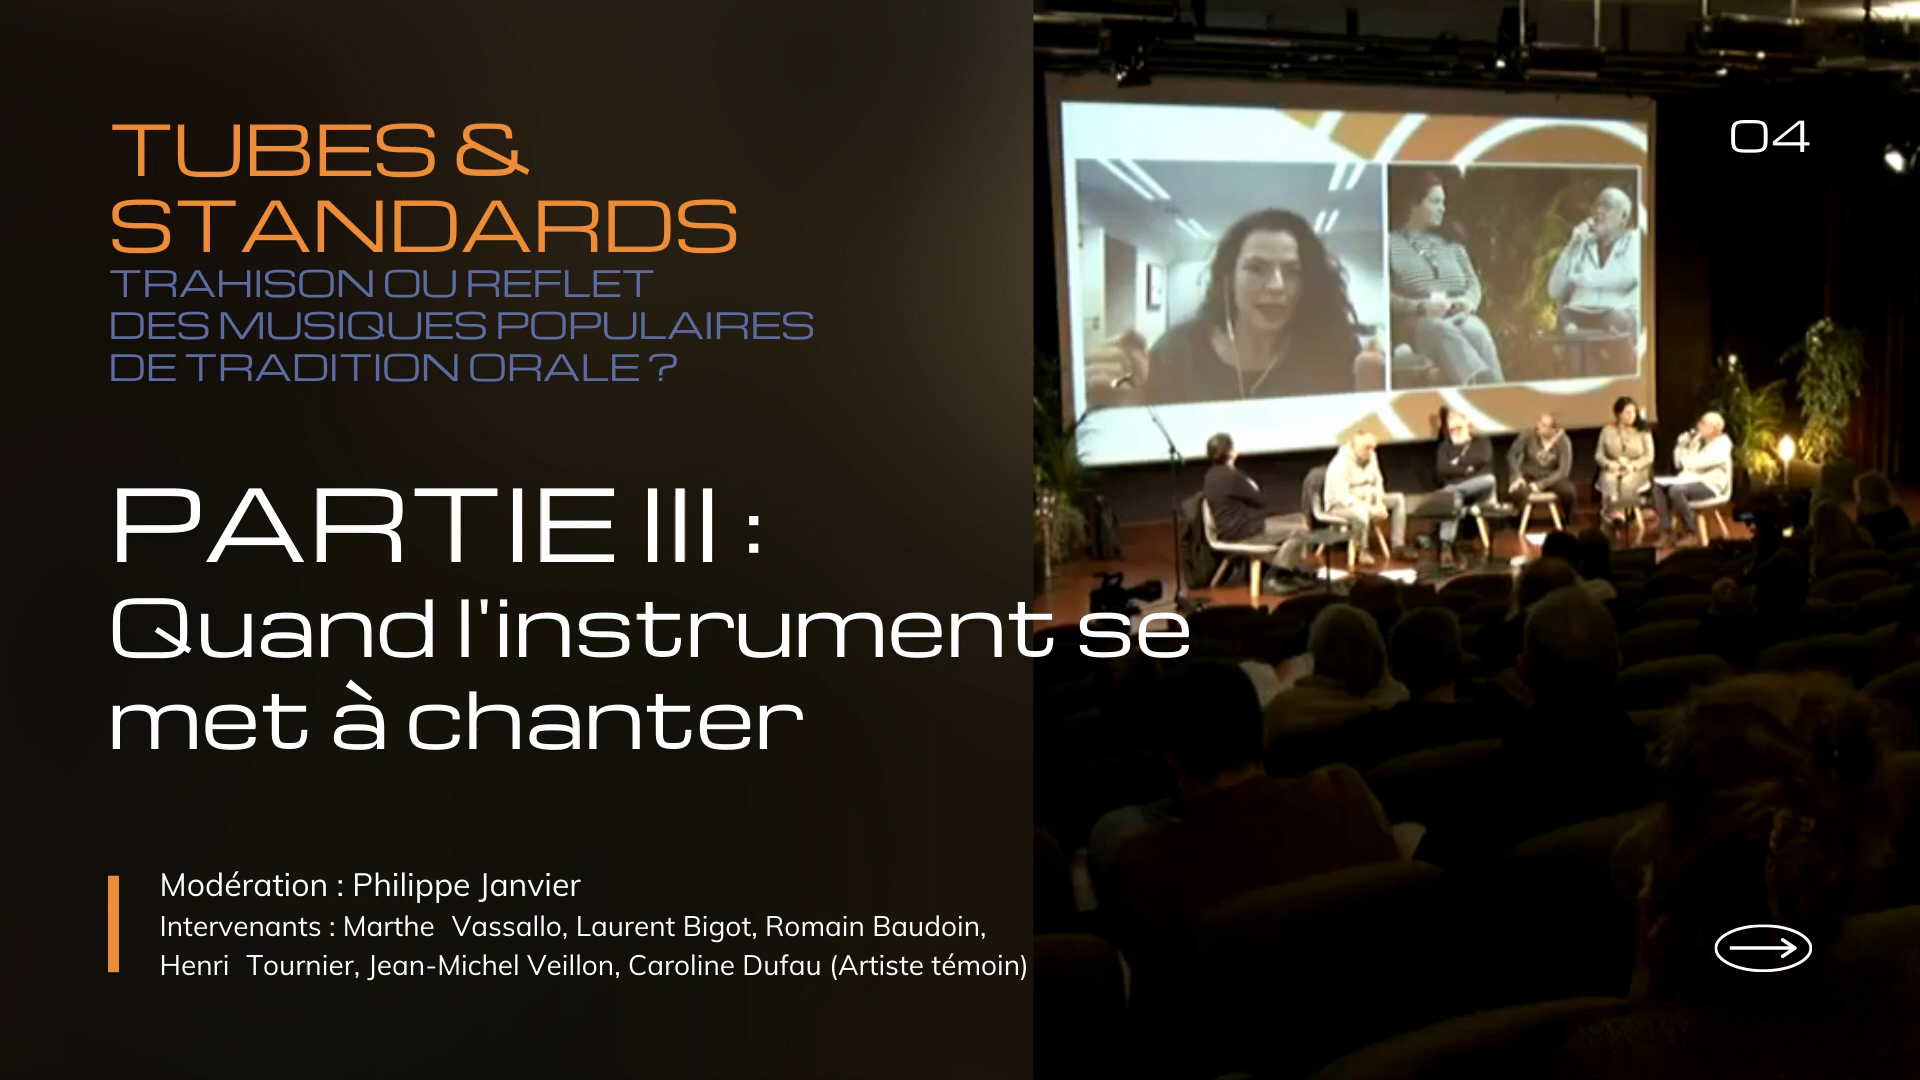 TUBES &
STANDARDS
TRAHISON OU REFLET
DES MUSIQUES POPULAIRES
DE TRADITION ORALE ?
04
PARTIE III :
Quand l'instrument se
met à chanter
Modération : Philippe Janvier
Intervenants : Marthe Vassallo, Laurent Bigot, Romain Baudoin,
Henri Tournier, Jean-Michel Veillon, Caroline Dufau (Artiste témoin)